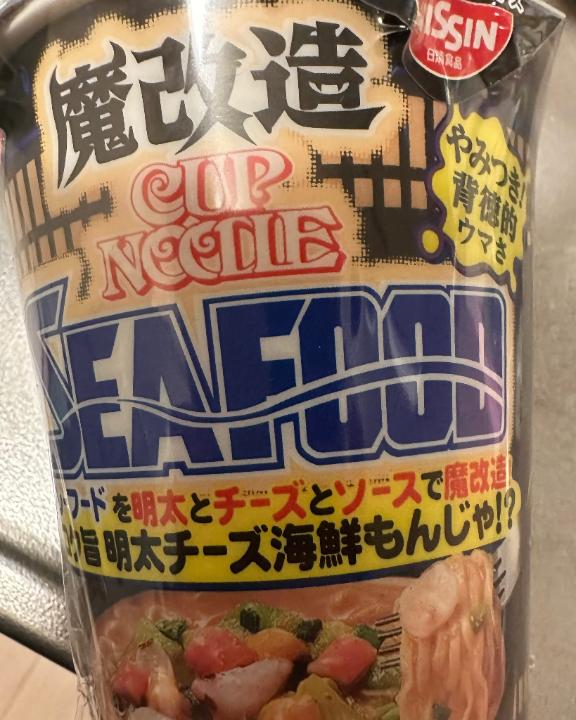 NISSIN
日清食品
魔改造
CUP
NOODLE
やみつき!
背徳的
ウマさ
SEAFOOD
ーフードを明太とチーズとソースで魔改造
旨 明太チーズ海鮮もんじゃ!?